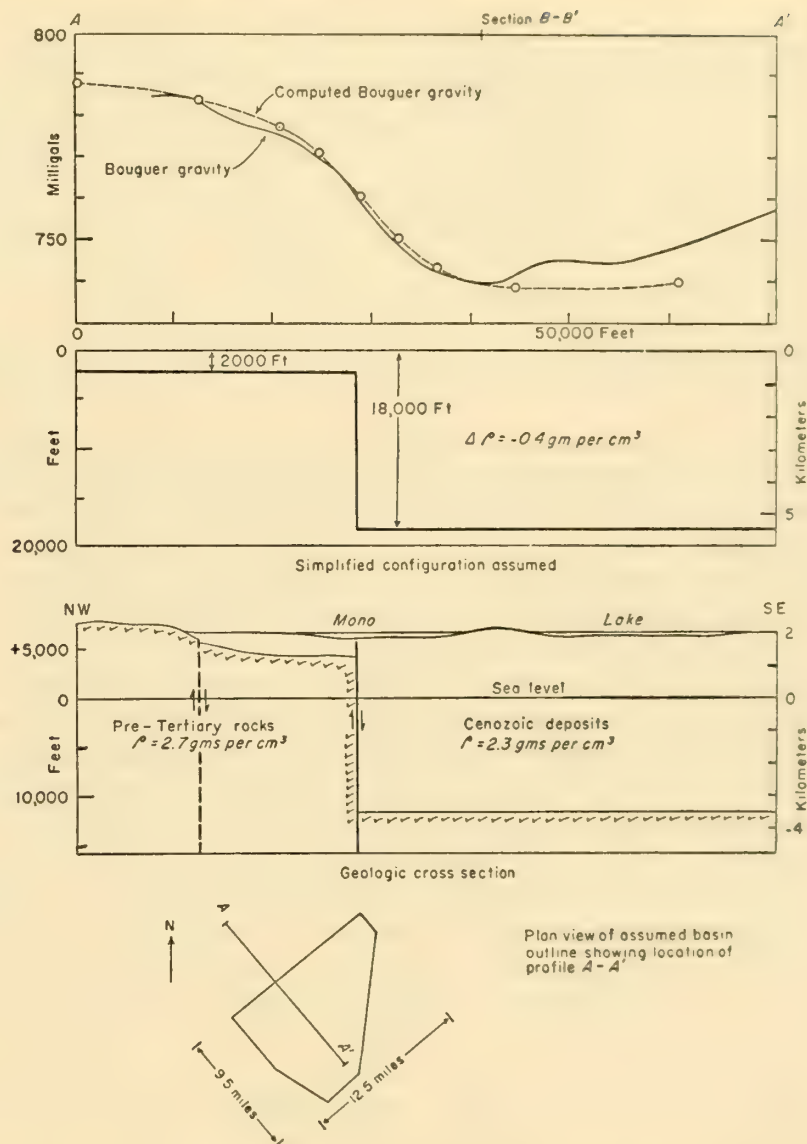 A
Section B-B'
A'
800
Computed Bouguer gravity
Bouguer gravity
Milligals
750
0
50,000 Feet
0
2000 Ft
0
18,000 Ft
Δρ = -0.4 gm per cm³
Feet
Kilometers
5
20,000
Simplified configuration assumed
NW
Mono
Lake
SE
+5,000
2
Sea level
0
0
Pre-Tertiary rocks
ρ = 2.7 gms per cm³
Cenozoic deposits
ρ = 2.3 gms per cm³
Feet
Kilometers
10,000
-4
Geologic cross section
N
A
A'
9.5 miles
12.5 miles
Plan view of assumed basin
outline showing location of
profile A-A'